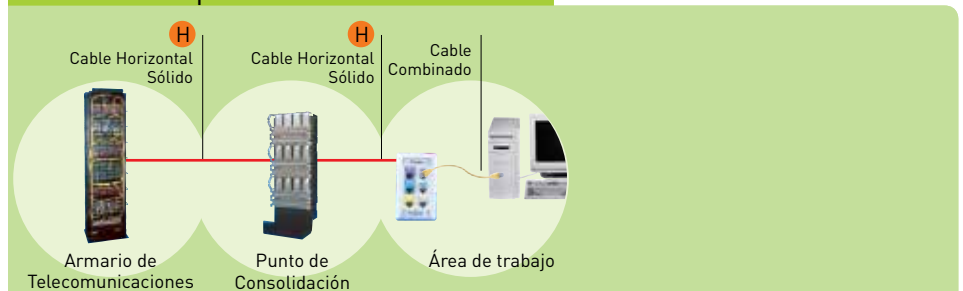 H
Cable Horizontal
Sólido
H
Cable Horizontal
Sólido
Cable
Combinado
Armario de
Telecomunicaciones
Punto de
Consolidación
Área de trabajo